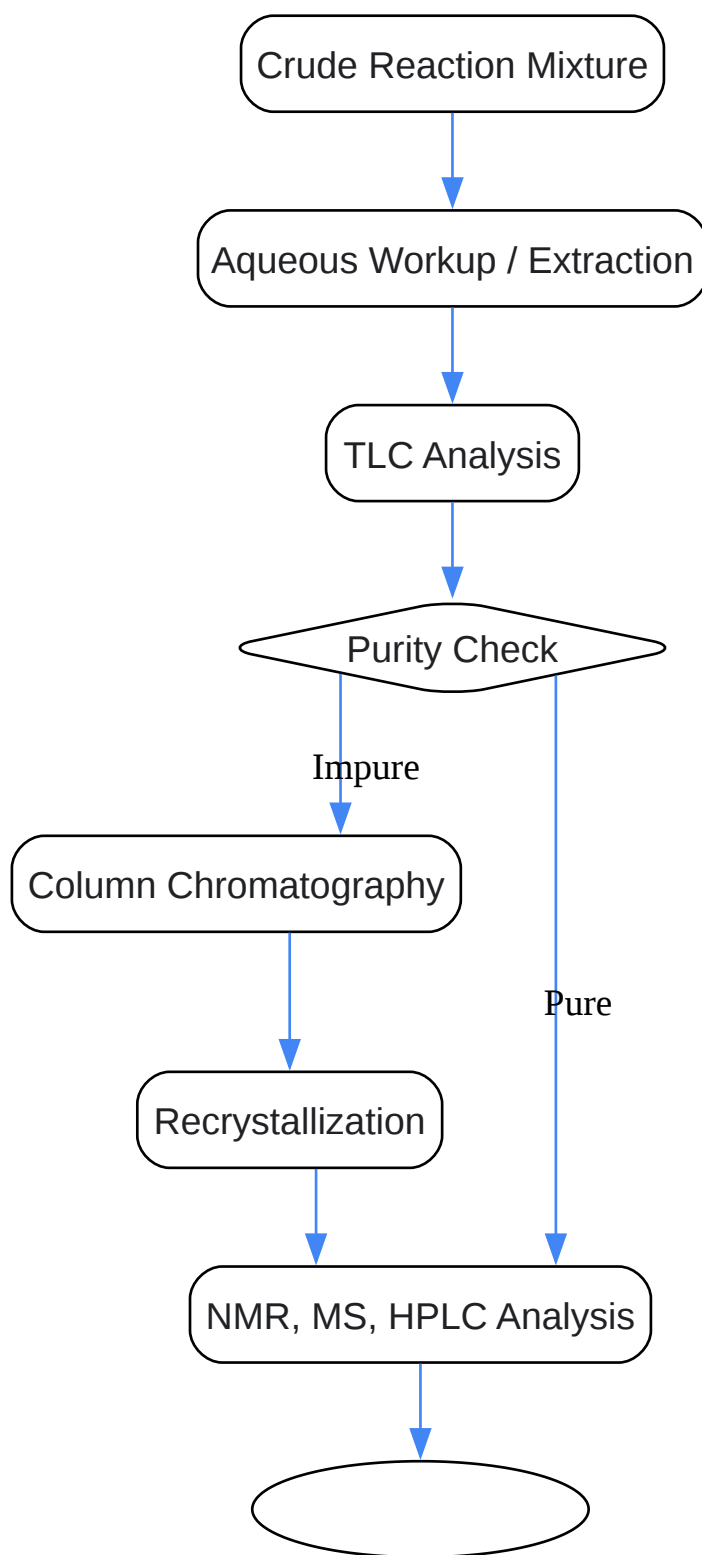 Crude Reaction Mixture
Aqueous Workup / Extraction
TLC Analysis
Purity Check
Impure
Column Chromatography
Pure
Recrystallization
NMR, MS, HPLC Analysis